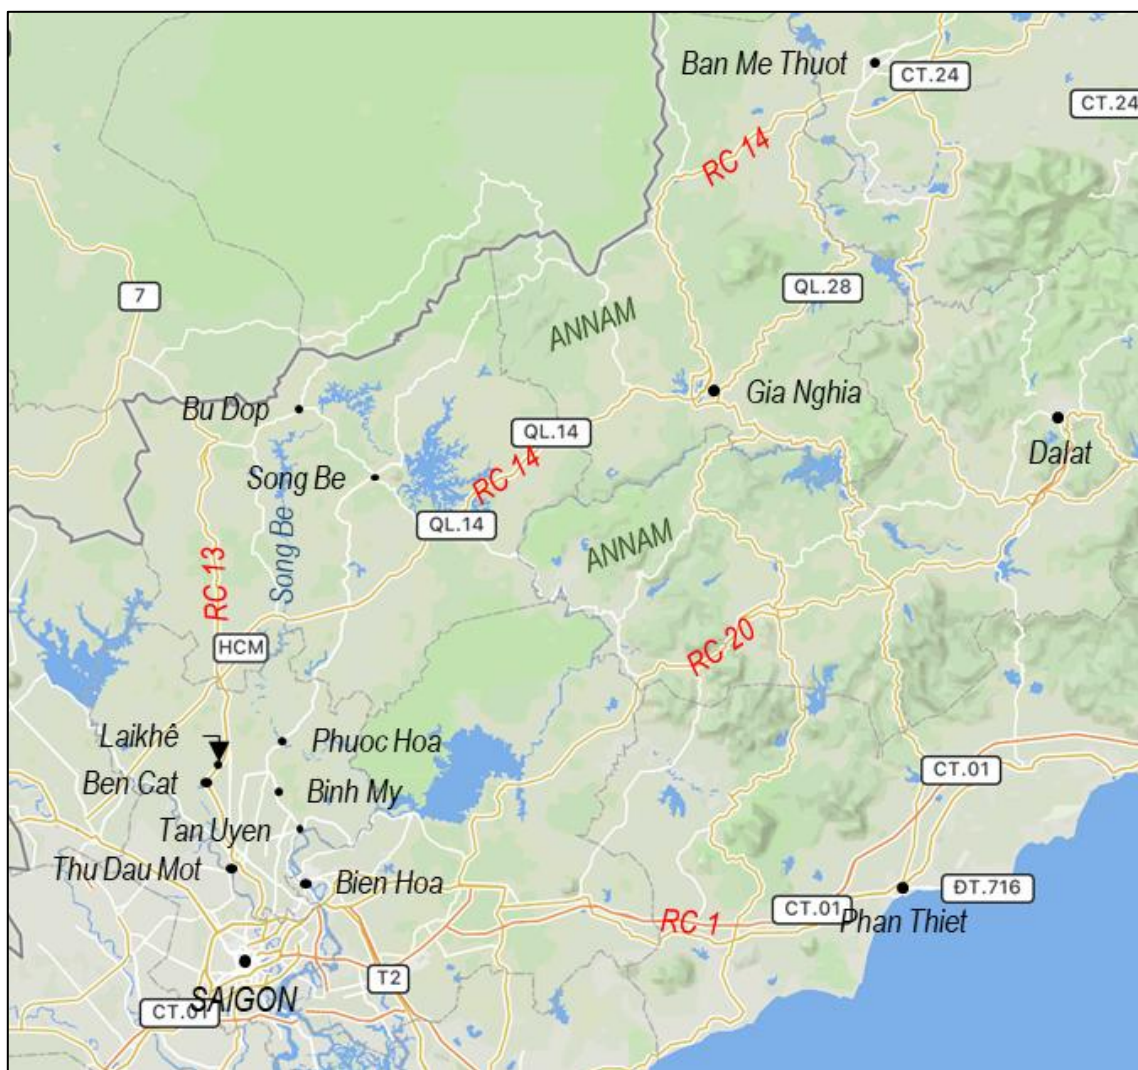 Ban Me Thuot
CT.24
CT.24
RC 14
7
QL.28
ANNAM
Bu Dop
Gia Nghia
QL.14
Dalat
Song Be
RC 14
QL.14
ANNAM
Song Be
RC 13
HCM
RC 20
Laikhê
Phuoc Hoa
CT.01
Ben Cat
Binh My
Tan Uyen
Thu Dau Mot
Bien Hoa
ĐT.716
CT.01
Phan Thiet
RC 1
T2
SAIGON
CT.01